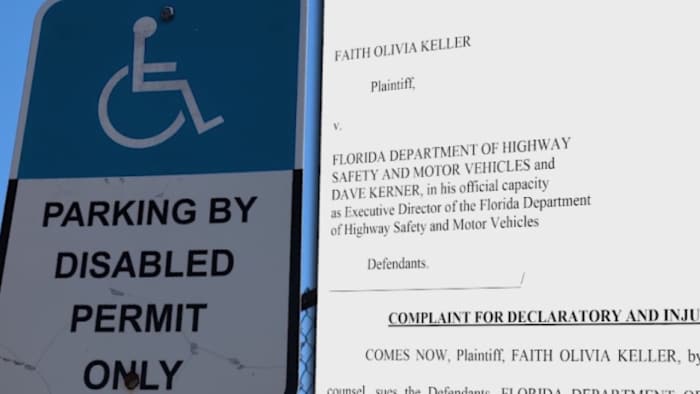 PARKING BY
DISABLED
PERMIT
ONLY
FAITH OLIVIA KELLER
Plaintiff,
v.
FLORIDA DEPARTMENT OF HIGHWAY
SAFETY AND MOTOR VEHICLES and
DAVE KERNER, in his official capacity
as Executive Director of the Florida Department
of Highway Safety and Motor Vehicles
Defendants.
/
COMPLAINT FOR DECLARATORY AND INJU
COMES NOW, Plaintiff, FAITH OLIVIA KELLER, by
counsel, sues the Defendants, FLORIDA DEPARTMENT OF